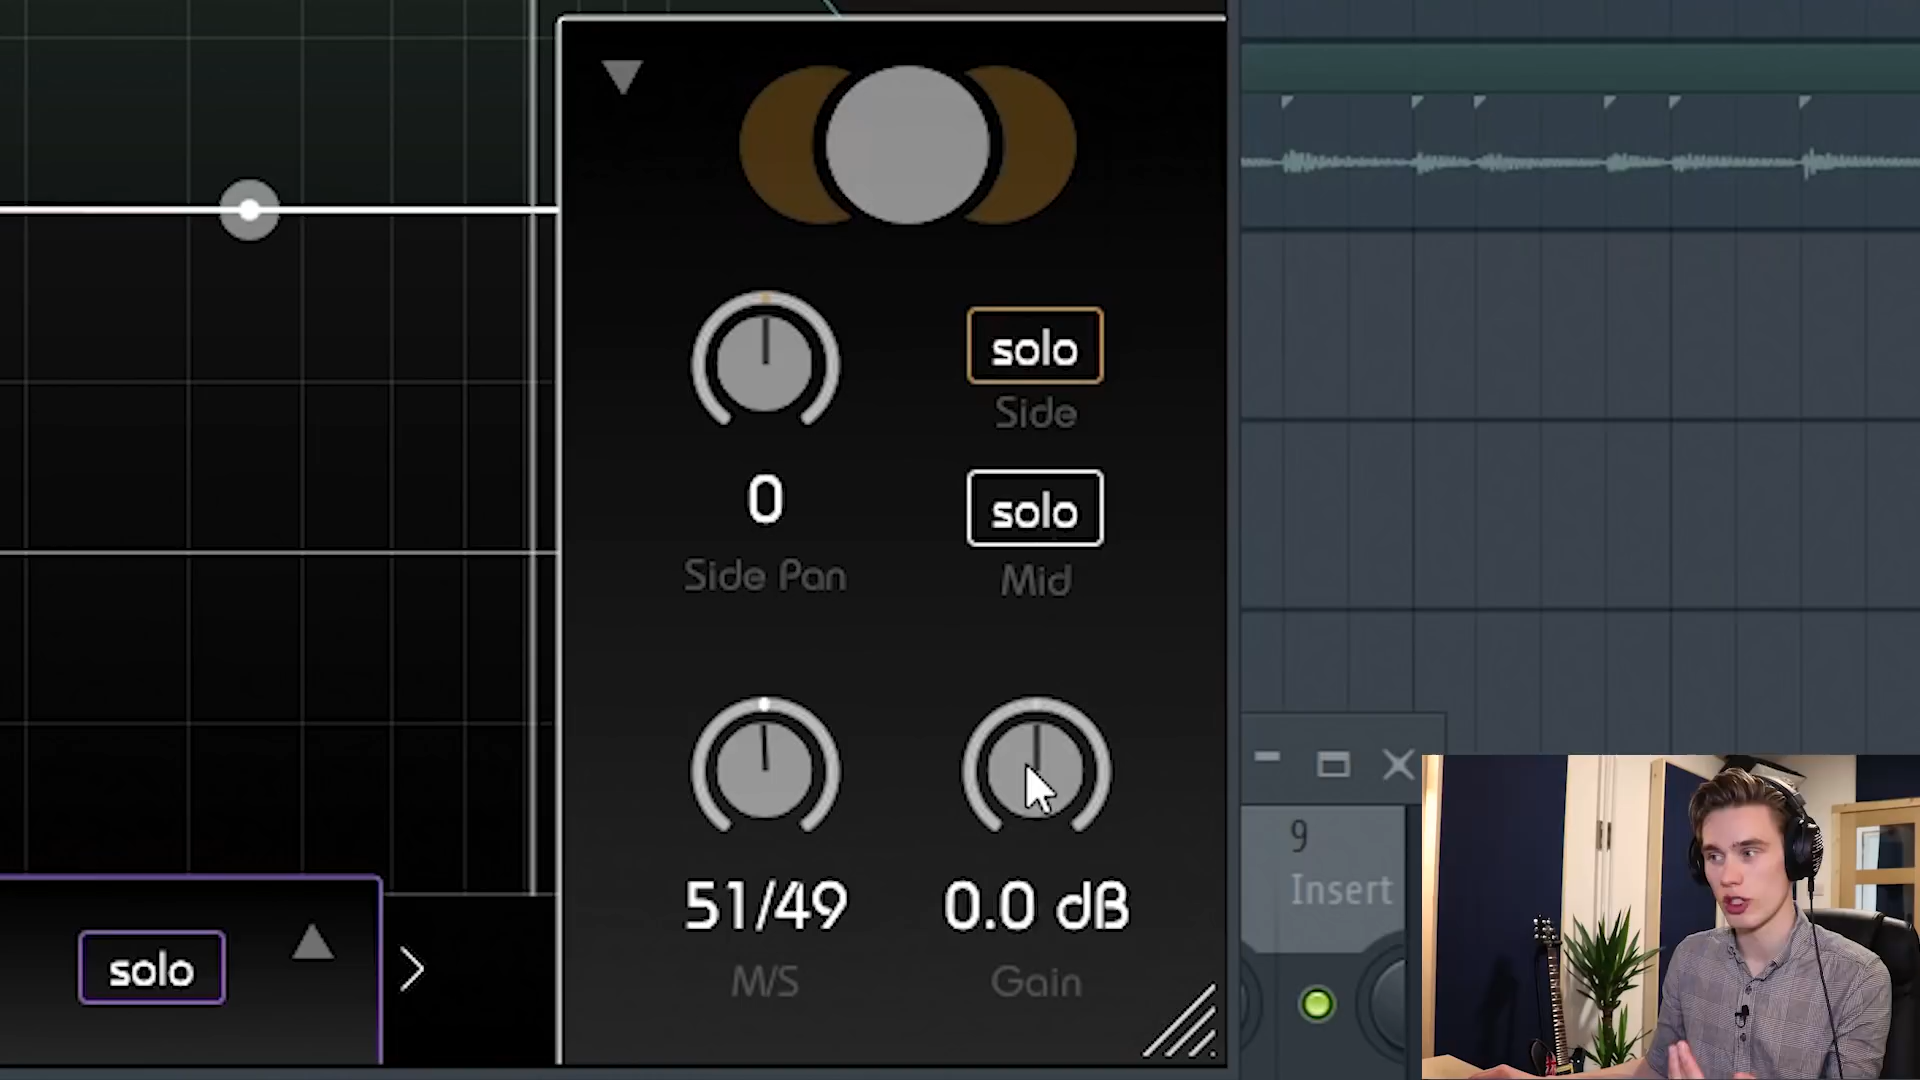 solo
Side
0
Side Pan
solo
Mid
51/49
M/S
0.0 dB
Gain
solo
9
Insert